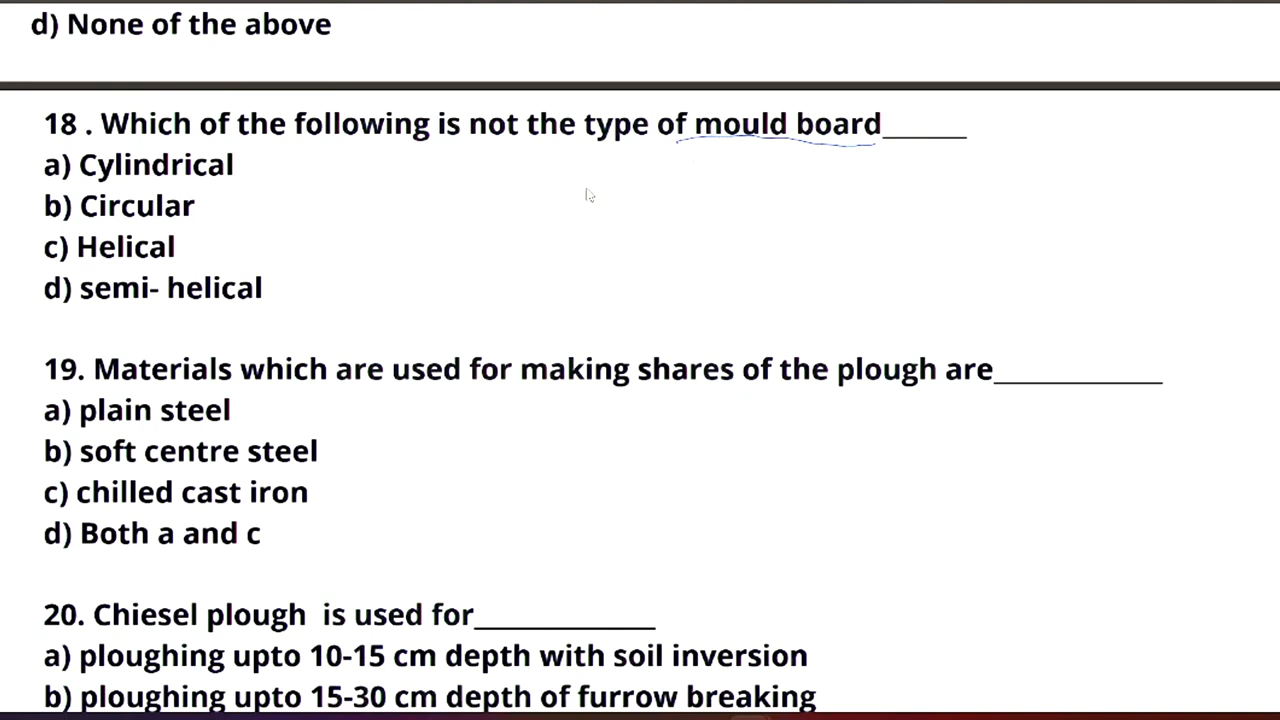 d) None of the above
18 . Which of the following is not the type of mould board______
a) Cylindrical
b) Circular
c) Helical
d) semi- helical
19. Materials which are used for making shares of the plough are____________
a) plain steel
b) soft centre steel
c) chilled cast iron
d) Both a and c
20. Chiesel plough  is used for_____________
a) ploughing upto 10-15 cm depth with soil inversion
b) ploughing upto 15-30 cm depth of furrow breaking